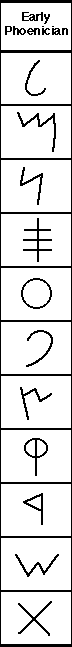 Early
Phoenician
𐤋
𐤌
𐤍
𐤎
𐤏
𐤐
𐤑
𐤒
𐤓
𐤔
𐤕